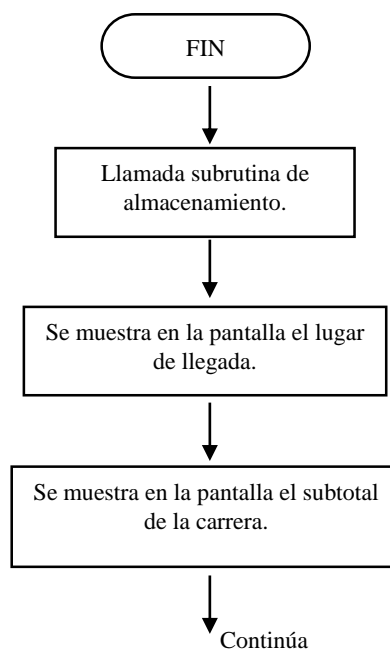 FIN
Llamada subrutina de
almacenamiento.
Se muestra en la pantalla el lugar
de llegada.
Se muestra en la pantalla el subtotal
de la carrera.
Continúa